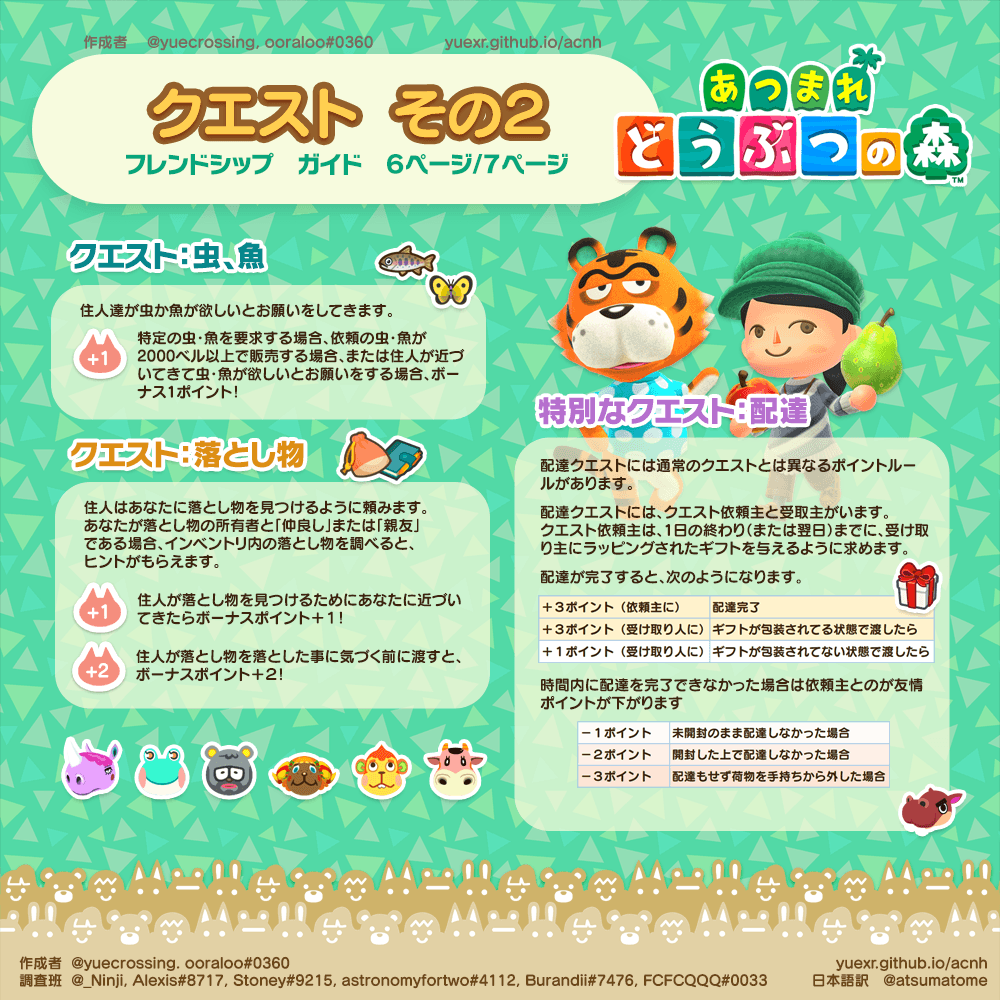 作成者 @yuecrossing, ooraloo#0360 yuexr.github.io/acnh
クエスト その2
フレンドシップ ガイド 6ページ/7ページ
あつまれ
どうぶつの森
TM
クエスト:虫、魚
住人達が虫か魚が欲しいとお願いをしてきます。
+1
特定の虫・魚を要求する場合、依頼の虫・魚が
2000ベル以上で販売する場合、または住人が近づ
いてきて虫・魚が欲しいとお願いをする場合、ボー
ナス1ポイント!
クエスト:落とし物
住人はあなたに落とし物を見つけるように頼みます。
あなたが落とし物の所有者と「仲良し」または「親友」
である場合、インベントリ内の落とし物を調べると、
ヒントがもらえます。
+1
住人が落とし物を見つけるためにあなたに近づい
てきたらボーナスポイント+1!
+2
住人が落とし物を落とした事に気づく前に渡すと、
ボーナスポイント+2!
特別なクエスト:配達
配達クエストには通常のクエストとは異なるポイントルー
ルがあります。
配達クエストには、クエスト依頼主と受取主がいます。
クエスト依頼主は、1日の終わり(または翌日)までに、受け取
り主にラッピングされたギフトを与えるように求めます。
配達が完了すると、次のようになります。
+3ポイント(依頼主に) 配達完了
+3ポイント(受け取り人に) ギフトが包装されてる状態で渡したら
+1ポイント(受け取り人に) ギフトが包装されてない状態で渡したら
時間内に配達を完了できなかった場合は依頼主とのが友情
ポイントが下がります
-1ポイント 未開封のまま配達しなかった場合
-2ポイント 開封した上で配達しなかった場合
-3ポイント 配達もせず荷物を手持ちから外した場合
作成者 @yuecrossing. ooraloo#0360 yuexr.github.io/acnh
調査班 @_Ninji, Alexis#8717, Stoney#9215, astronomyfortwo#4112, Burandii#7476, FCFCQQQ#0033 日本語訳 @atsumatome